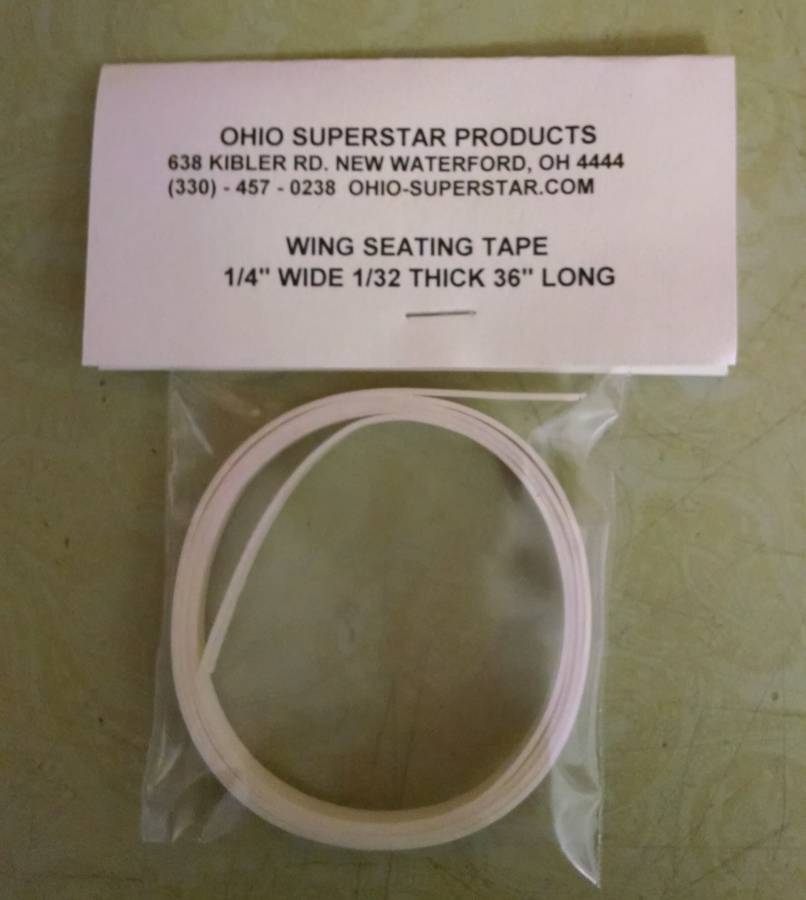 OHIO SUPERSTAR PRODUCTS
638 KIBLER RD. NEW WATERFORD, OH 4444
(330) - 457 - 0238 OHIO-SUPERSTAR.COM
WING SEATING TAPE
1/4" WIDE 1/32 THICK 36" LONG